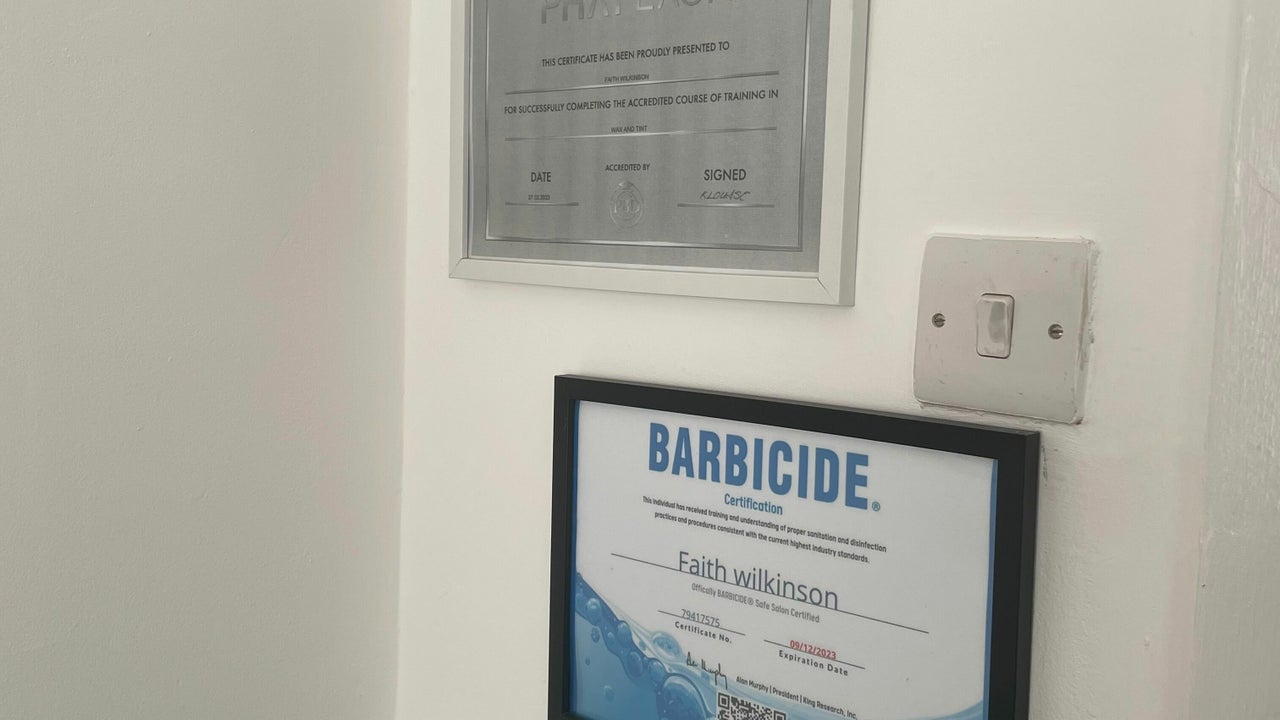 THIS CERTIFICATE HAS BEEN PROUDLY PRESENTED TO
FAITH WILKINSON
FOR SUCCESSFULLY COMPLETING THE ACCREDITED COURSE OF TRAINING IN
WAX AND TINT
DATE
ACCREDITED BY
SIGNED
KLOUISE
BARBICIDE®
Certification
This individual has received training and understanding of proper sanitation and disinfection
practices and procedures consistent with the current highest industry standards.
Faith wilkinson
Offically BARBICIDE® Safe Salon Certified
79417575
Certificate No.
09/12/2023
Expiration Date
Alan Murphy | President | King Research, Inc.